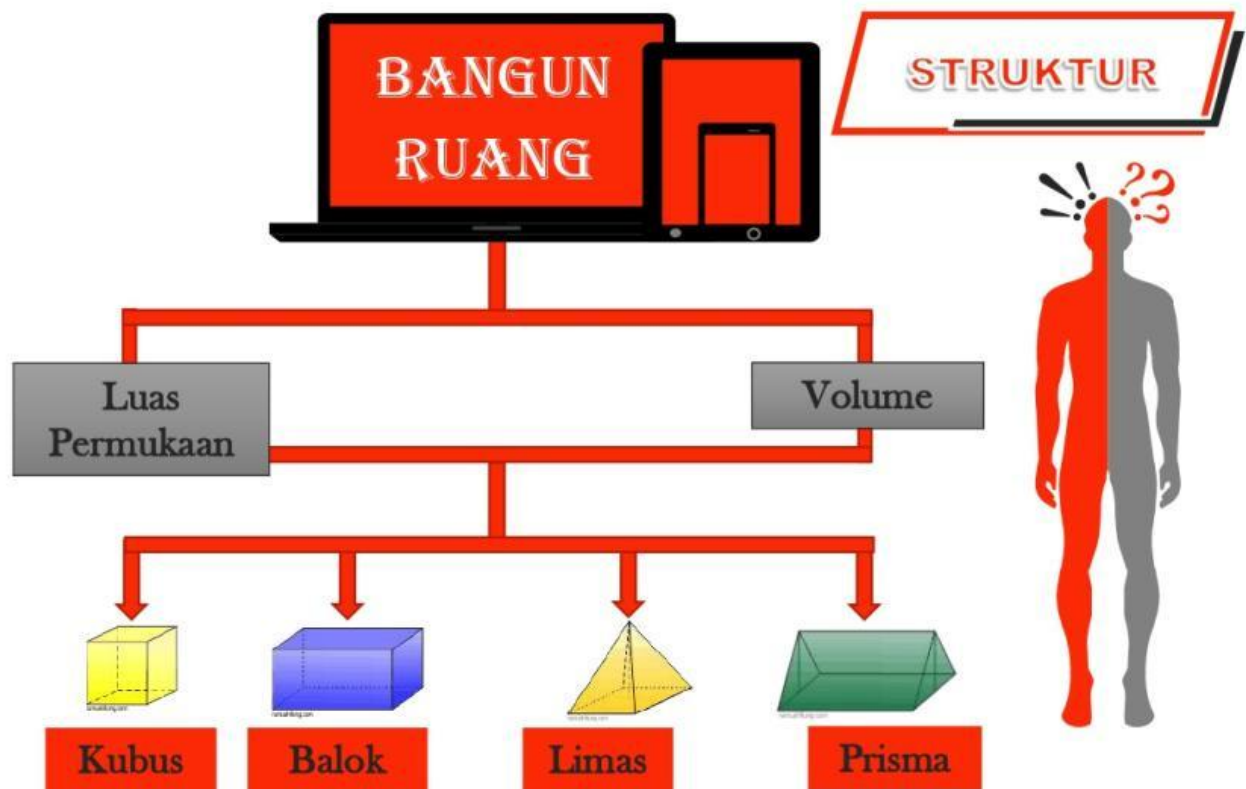 BANGUN
RUANG
STRUKTUR
Luas
Permukaan
Volume
Kubus
Balok
Limas
Prisma